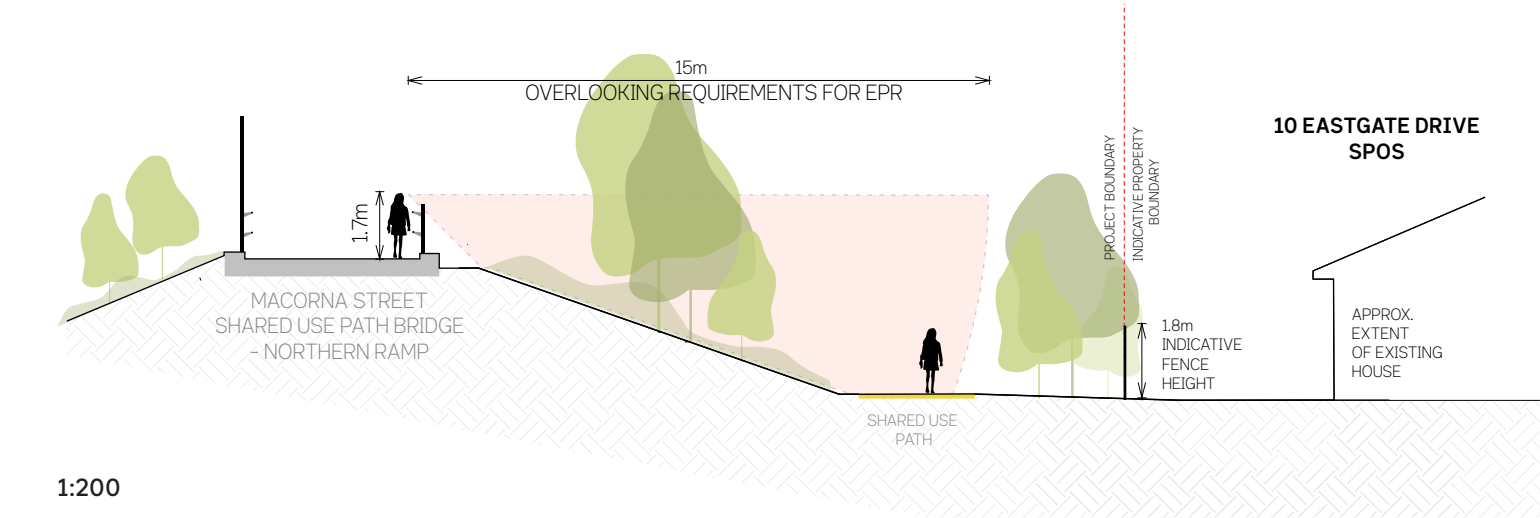 15m
OVERLOOKING REQUIREMENTS FOR EPR
10 EASTGATE DRIVE
SPOS
PROJECT BOUNDARY
INDICATIVE PROPERTY
BOUNDARY
1.7m
MACORNA STREET
SHARED USE PATH BRIDGE
- NORTHERN RAMP
1.8m
INDICATIVE
FENCE
HEIGHT
APPROX.
EXTENT
OF EXISTING
HOUSE
SHARED USE
PATH
1:200